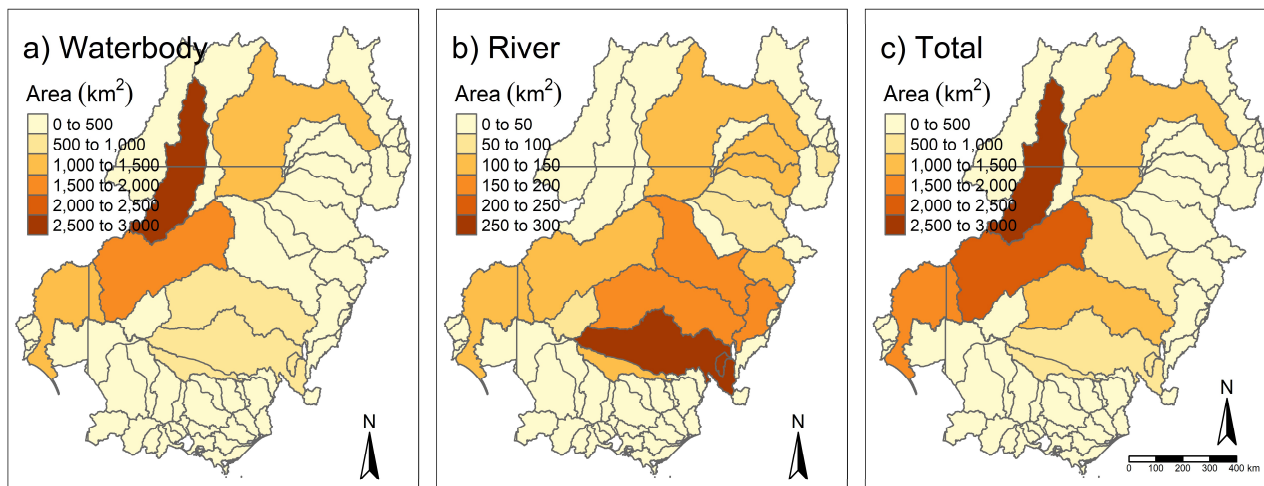 a) Waterbody
Area (km²)
0 to 500
500 to 1,000
1,000 to 1,500
1,500 to 2,000
2,000 to 2,500
2,500 to 3,000
N
b) River
Area (km²)
0 to 50
50 to 100
100 to 150
150 to 200
200 to 250
250 to 300
N
c) Total
Area (km²)
0 to 500
500 to 1,000
1,000 to 1,500
1,500 to 2,000
2,000 to 2,500
2,500 to 3,000
N
0 100 200 300 400 km